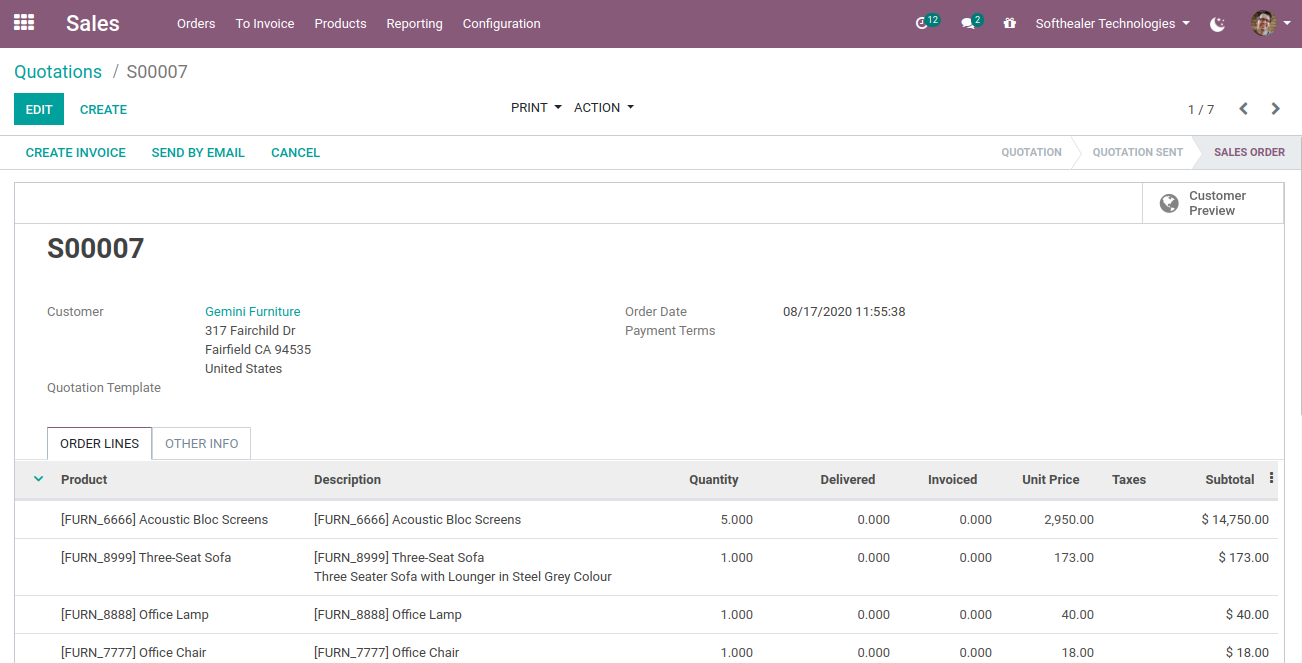 Sales Orders To Invoice Products Reporting Configuration 12 2 Softhealer Technologies
Quotations / S00007
EDIT CREATE PRINT ACTION 1 / 7
CREATE INVOICE SEND BY EMAIL CANCEL QUOTATION QUOTATION SENT SALES ORDER
Customer
Preview
S00007
Customer Gemini Furniture Order Date 08/17/2020 11:55:38
317 Fairchild Dr Payment Terms
Fairfield CA 94535
United States
Quotation Template
ORDER LINES OTHER INFO
Product Description Quantity Delivered Invoiced Unit Price Taxes Subtotal
[FURN_6666] Acoustic Bloc Screens [FURN_6666] Acoustic Bloc Screens 5.000 0.000 0.000 2,950.00 $ 14,750.00
[FURN_8999] Three-Seat Sofa [FURN_8999] Three-Seat Sofa 1.000 0.000 0.000 173.00 $ 173.00
Three Seater Sofa with Lounger in Steel Grey Colour
[FURN_8888] Office Lamp [FURN_8888] Office Lamp 1.000 0.000 0.000 40.00 $ 40.00
[FURN_7777] Office Chair [FURN_7777] Office Chair 1.000 0.000 0.000 18.00 $ 18.00